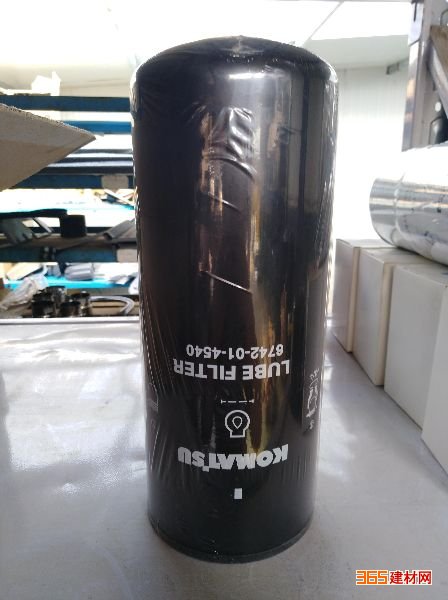 KOMATSU
LUBE FILTER
6742-01-4540
365建材网